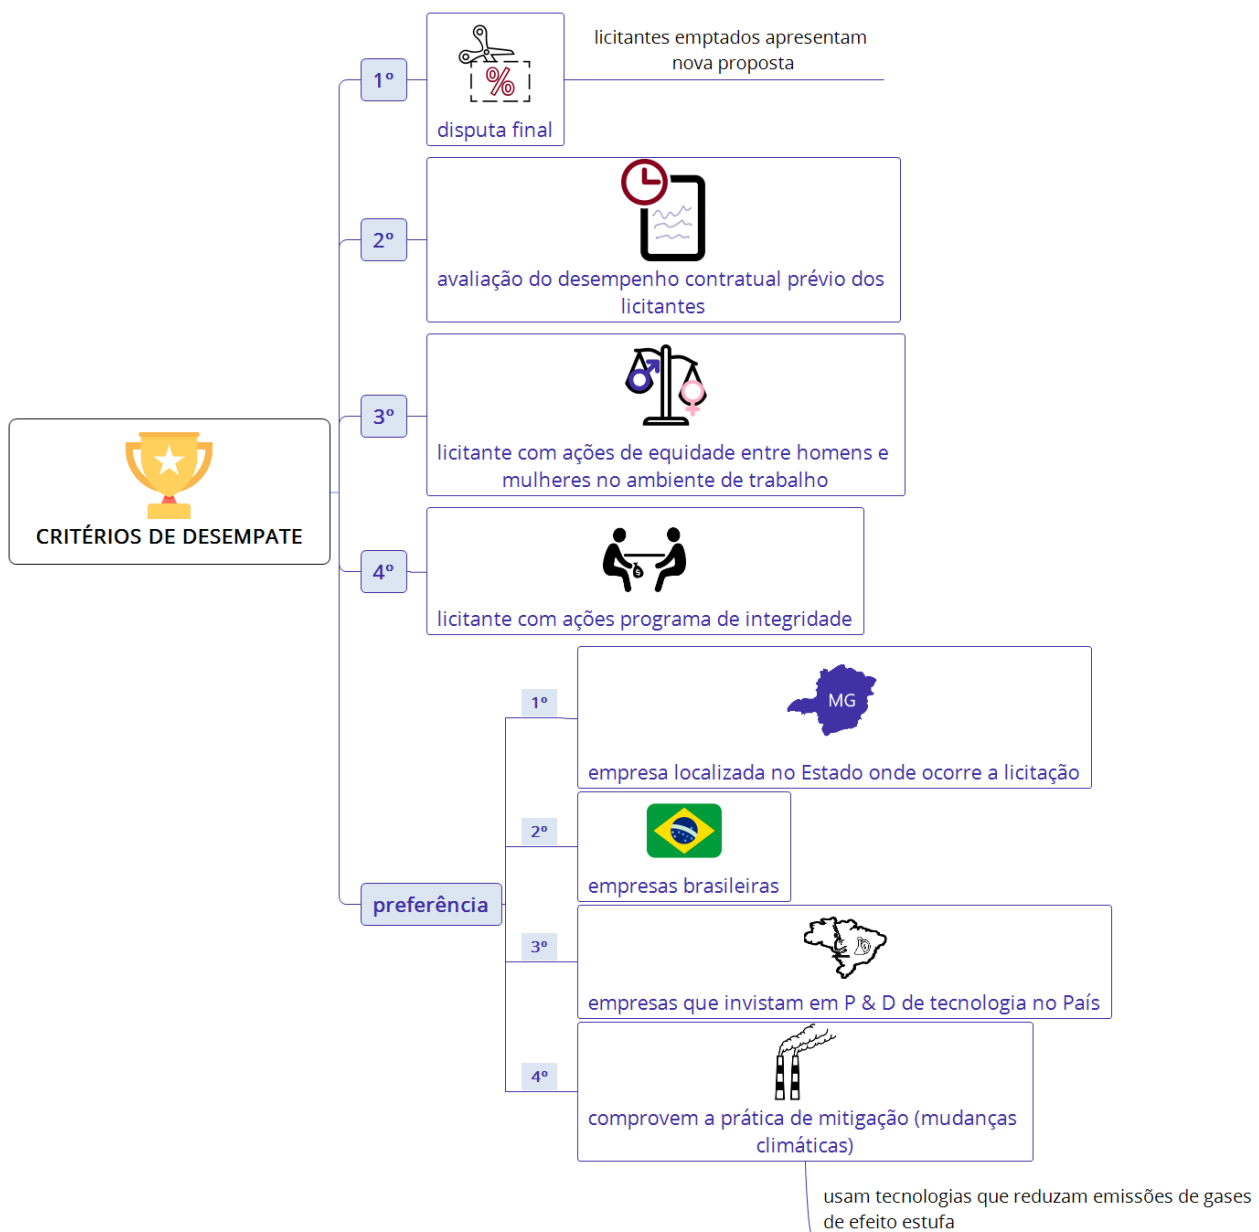 1º
%
disputa final
licitantes emptados apresentam
nova proposta
2º
avaliação do desempenho contratual prévio dos
licitantes
3º
licitante com ações de equidade entre homens e
mulheres no ambiente de trabalho
CRITÉRIOS DE DESEMPATE
4º
$
licitante com ações programa de integridade
preferência
1º
MG
empresa localizada no Estado onde ocorre a licitação
2º
empresas brasileiras
3º
empresas que invistam em P & D de tecnologia no País
4º
comprovem a prática de mitigação (mudanças
climáticas)
usam tecnologias que reduzam emissões de gases
de efeito estufa